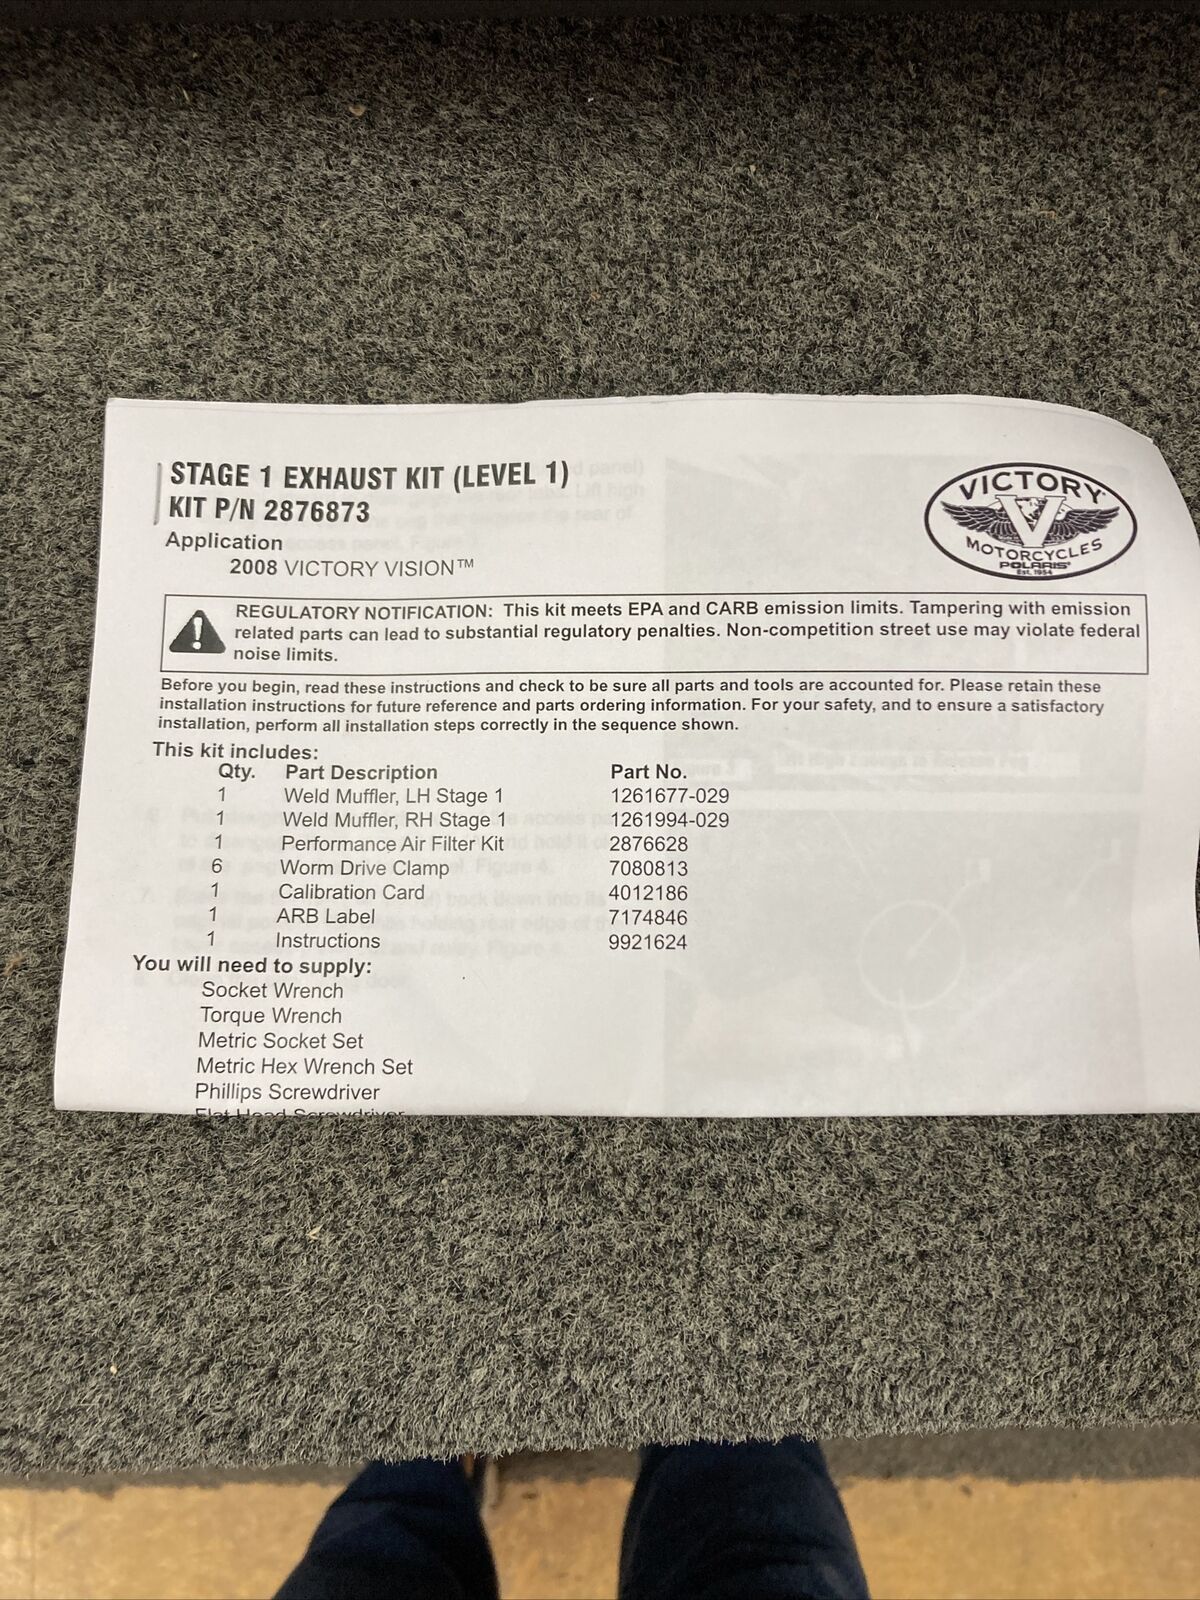 STAGE 1 EXHAUST KIT (LEVEL 1)
KIT P/N 2876873
Application
2008 VICTORY VISION™
VICTORY
MOTORCYCLES
POLARIS
Est. 1954
REGULATORY NOTIFICATION: This kit meets EPA and CARB emission limits. Tampering with emission
related parts can lead to substantial regulatory penalties. Non-competition street use may violate federal
noise limits.
Before you begin, read these instructions and check to be sure all parts and tools are accounted for. Please retain these
installation instructions for future reference and parts ordering information. For your safety, and to ensure a satisfactory
installation, perform all installation steps correctly in the sequence shown.
This kit includes:
Qty. Part Description Part No.
1 Weld Muffler, LH Stage 1 1261677-029
1 Weld Muffler, RH Stage 1 1261994-029
1 Performance Air Filter Kit 2876628
6 Worm Drive Clamp 7080813
1 Calibration Card 4012186
1 ARB Label 7174846
1 Instructions 9921624
You will need to supply:
Socket Wrench
Torque Wrench
Metric Socket Set
Metric Hex Wrench Set
Phillips Screwdriver
Flat Head Screwdriver